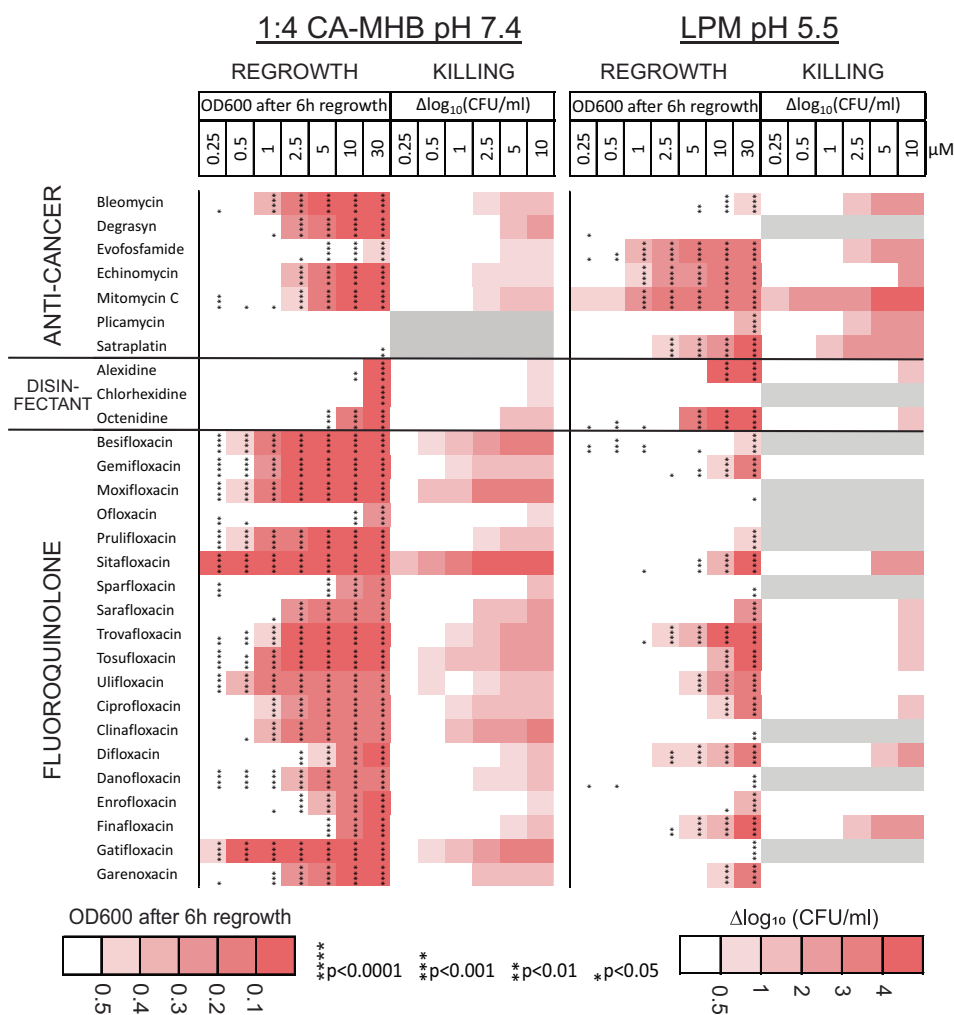 1:4 CA-MHB pH 7.4 LPM pH 5.5
REGROWTH KILLING REGROWTH KILLING
OD600 after 6h regrowth Δlog₁₀(CFU/ml) OD600 after 6h regrowth Δlog₁₀(CFU/ml)
0.25 0.5 1 2.5 5 10 30 0.25 0.5 1 2.5 5 10 0.25 0.5 1 2.5 5 10 30 0.25 0.5 1 2.5 5 10 μM
ANTI-CANCER
Bleomycin
Degrasyn
Evofosfamide
Echinomycin
Mitomycin C
Plicamycin
Satraplatin
DISIN-
FECTANT
Alexidine
Chlorhexidine
Octenidine
FLUOROQUINOLONE
Besifloxacin
Gemifloxacin
Moxifloxacin
Ofloxacin
Prulifloxacin
Sitafloxacin
Sparfloxacin
Sarafloxacin
Trovafloxacin
Tosufloxacin
Ulifloxacin
Ciprofloxacin
Clinafloxacin
Difloxacin
Danofloxacin
Enrofloxacin
Finafloxacin
Gatifloxacin
Garenoxacin
OD600 after 6h regrowth
0.5 0.4 0.3 0.2 0.1
****p<0.0001 ***p<0.001 **p<0.01 *p<0.05
Δlog₁₀ (CFU/ml)
0.5 1 2 3 4